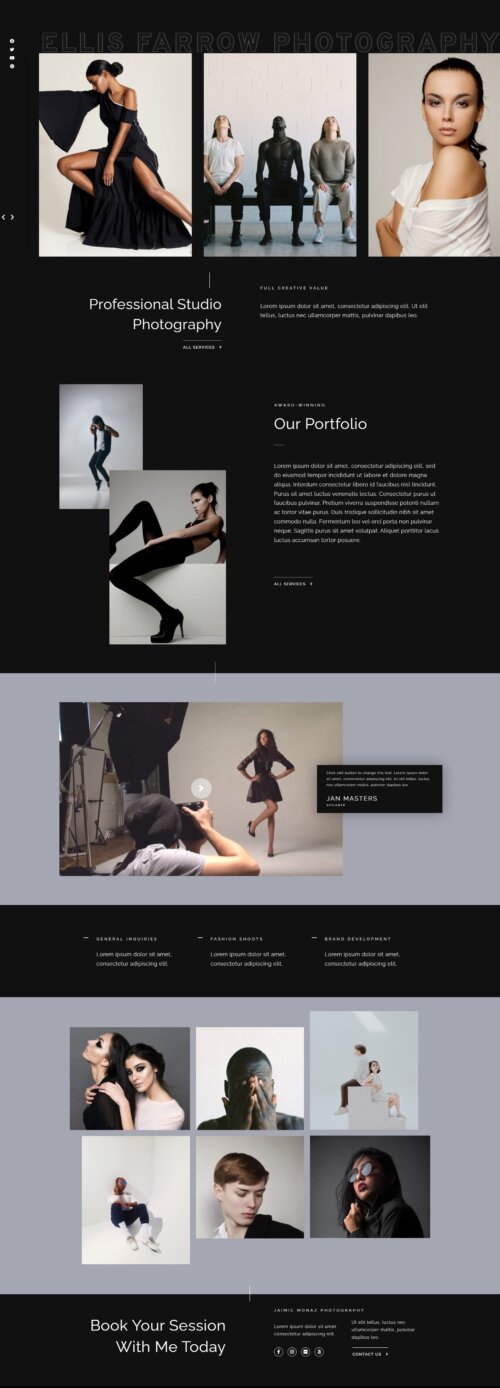 ELLIS FARROW PHOTOGRAPHY
Professional Studio
Photography
ALL SERVICES
FULL CREATIVE VALUE
Lorem ipsum dolor sit amet, consectetur adipiscing elit. Ut elit
tellus, luctus nec ullamcorper mattis, pulvinar dapibus leo.
AWARD-WINNING
Our Portfolio
Lorem ipsum dolor sit amet, consectetur adipiscing elit, sed
do eiusmod tempor incididunt ut labore et dolore magna
aliqua. Interdum consectetur libero id faucibus nisl tincidunt.
Purus sit amet luctus venenatis lectus. Consectetur purus ut
faucibus pulvinar. Pretium viverra suspendisse potenti nullam
ac tortor vitae purus. Duis tristique sollicitudin nibh sit amet
commodo nulla. Fermentum leo vel orci porta non pulvinar
neque. Sagittis purus sit amet volutpat. Aliquet porttitor lacus
luctus accumsan tortor posuere.
ALL SERVICES
Click edit button to change this text. Lorem ipsum dolor
sit amet, consectetur adipiscing elit. Ut elit tellus, luctus
nec ullamcorper mattis, pulvinar dapibus leo.
JAN MASTERS
DESIGNER
GENERAL INQUIRIES
Lorem ipsum dolor sit amet,
consectetur adipiscing elit.
FASHION SHOOTS
Lorem ipsum dolor sit amet,
consectetur adipiscing elit.
BRAND DEVELOPMENT
Lorem ipsum dolor sit amet,
consectetur adipiscing elit.
Book Your Session
With Me Today
JAIMIE MONAZ PHOTOGRAPHY
Lorem ipsum dolor sit amet,
consectetur adipiscing elit.
Ut elit tellus, luctus nec
ullamcorper mattis, pulvinar
dapibus leo.
CONTACT US